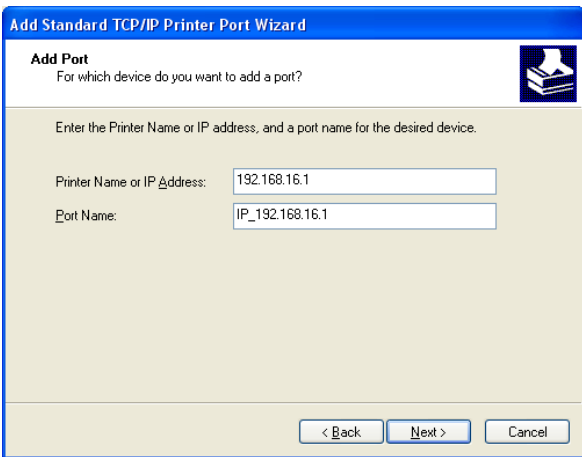 Add Standard TCP/IP Printer Port Wizard
Add Port
For which device do you want to add a port?
Enter the Printer Name or IP address, and a port name for the desired device.
Printer Name or IP Address: 192.168.16.1
Port Name: IP_192.168.16.1
< Back Next > Cancel